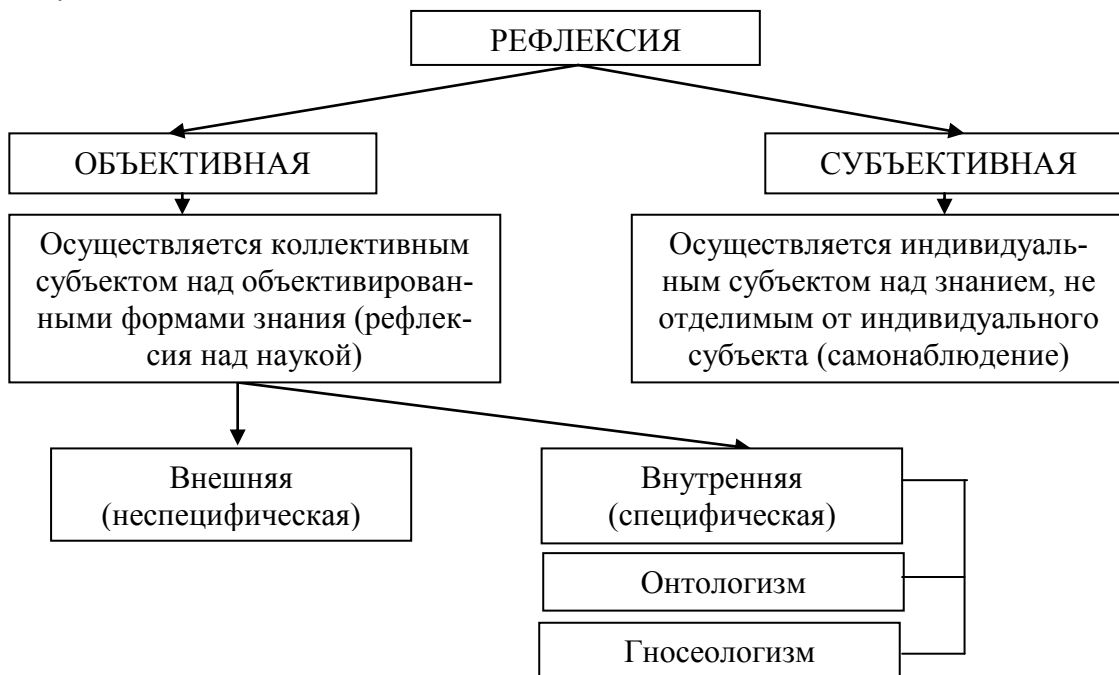 РЕФЛЕКСИЯ
ОБЪЕКТИВНАЯ
СУБЪЕКТИВНАЯ
Осуществляется коллективным
субъектом над объективирован-
ными формами знания (рефлек-
сия над наукой)
Осуществляется индивидуаль-
ным субъектом над знанием, не
отделимым от индивидуального
субъекта (самонаблюдение)
Внешняя
(неспецифическая)
Внутренняя
(специфическая)
Онтологизм
Гносеологизм